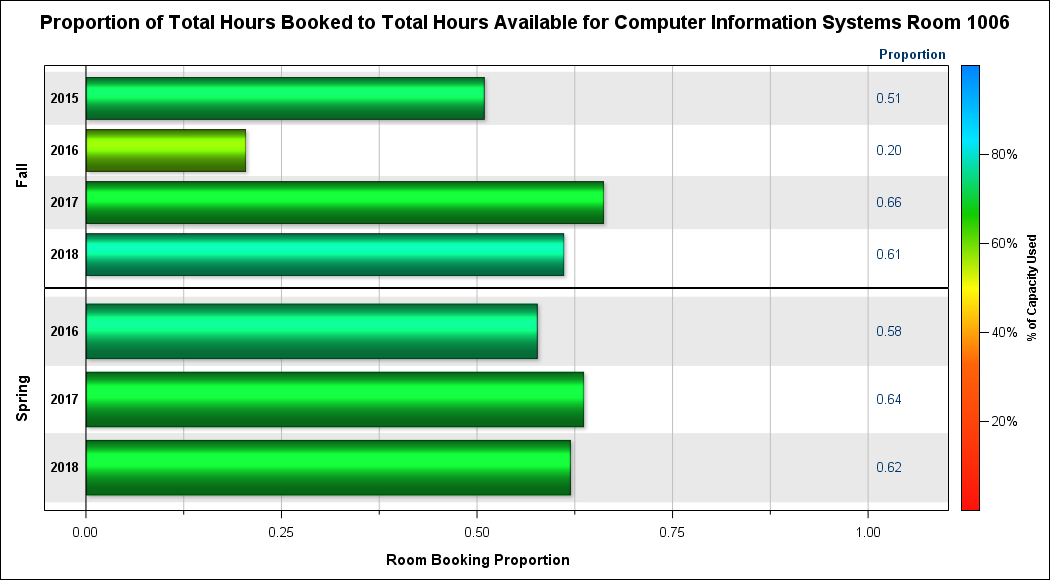 Proportion of Total Hours Booked to Total Hours Available for Computer Information Systems Room 1006
Proportion
Fall
2015 0.51
2016 0.20
2017 0.66
2018 0.61
Spring
2016 0.58
2017 0.64
2018 0.62
0.00 0.25 0.50 0.75 1.00
Room Booking Proportion
80%
60%
40%
20%
% of Capacity Used